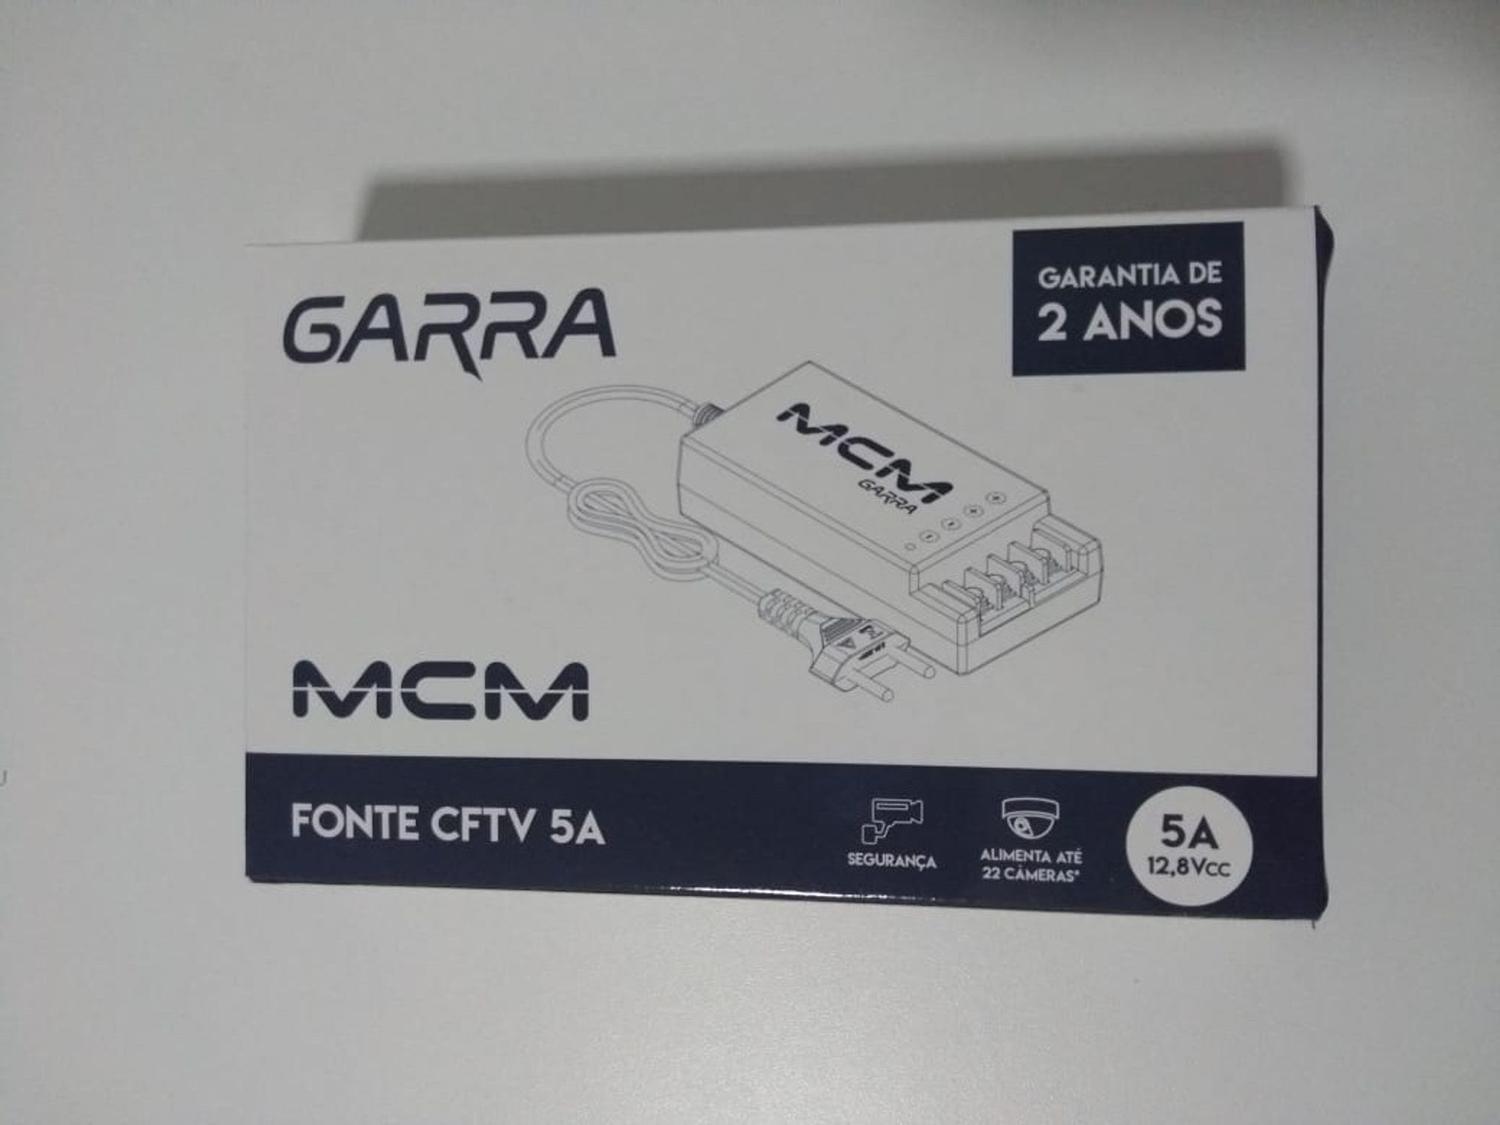 GARRA
GARANTIA DE
2 ANOS
MCM
GARRA
MCM
FONTE CFTV 5A
SEGURANÇA
ALIMENTA ATÉ
22 CÂMERAS*
5A
12,8Vcc